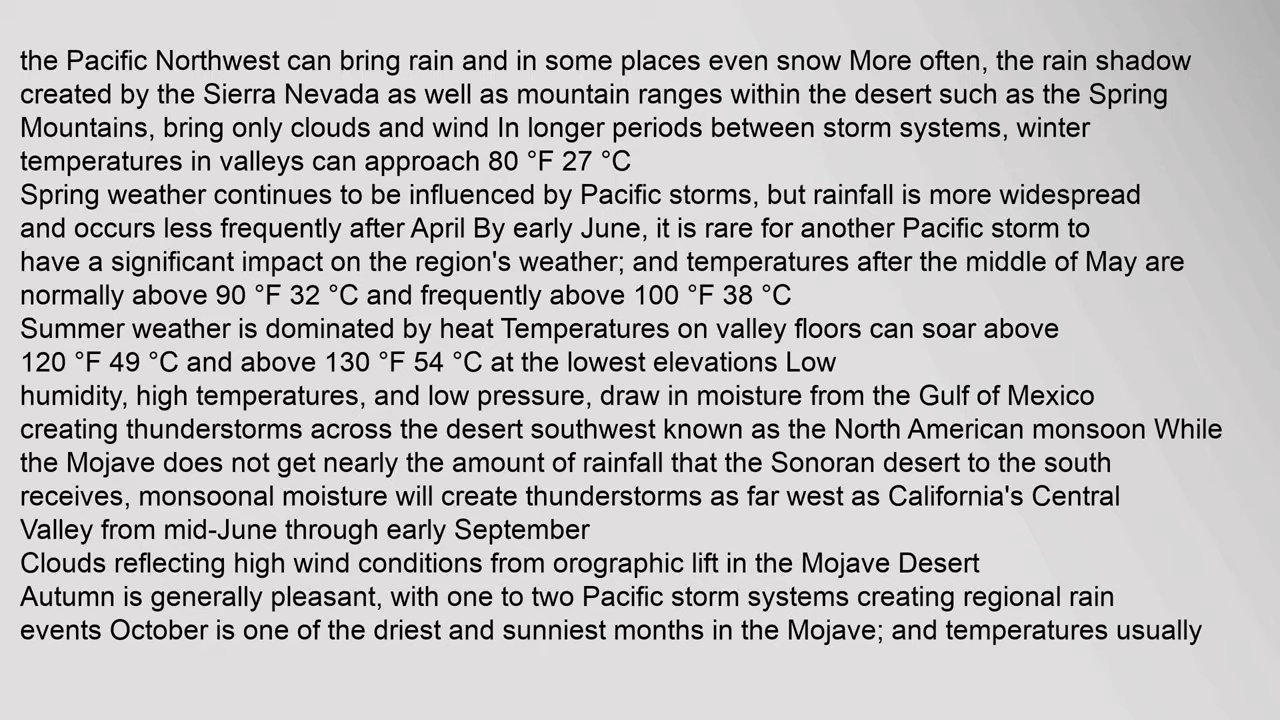 the Pacific Northwest can bring rain and in some places even snow More often, the rain shadow
created by the Sierra Nevada as well as mountain ranges within the desert such as the Spring
Mountains, bring only clouds and wind In longer periods between storm systems, winter
temperatures in valleys can approach 80 °F 27 °C
Spring weather continues to be influenced by Pacific storms, but rainfall is more widespread
and occurs less frequently after April By early June, it is rare for another Pacific storm to
have a significant impact on the region's weather; and temperatures after the middle of May are
normally above 90 °F 32 °C and frequently above 100 °F 38 °C
Summer weather is dominated by heat Temperatures on valley floors can soar above
120 °F 49 °C and above 130 °F 54 °C at the lowest elevations Low
humidity, high temperatures, and low pressure, draw in moisture from the Gulf of Mexico
creating thunderstorms across the desert southwest known as the North American monsoon While
the Mojave does not get nearly the amount of rainfall that the Sonoran desert to the south
receives, monsoonal moisture will create thunderstorms as far west as California's Central
Valley from mid-June through early September
Clouds reflecting high wind conditions from orographic lift in the Mojave Desert
Autumn is generally pleasant, with one to two Pacific storm systems creating regional rain
events October is one of the driest and sunniest months in the Mojave; and temperatures usually